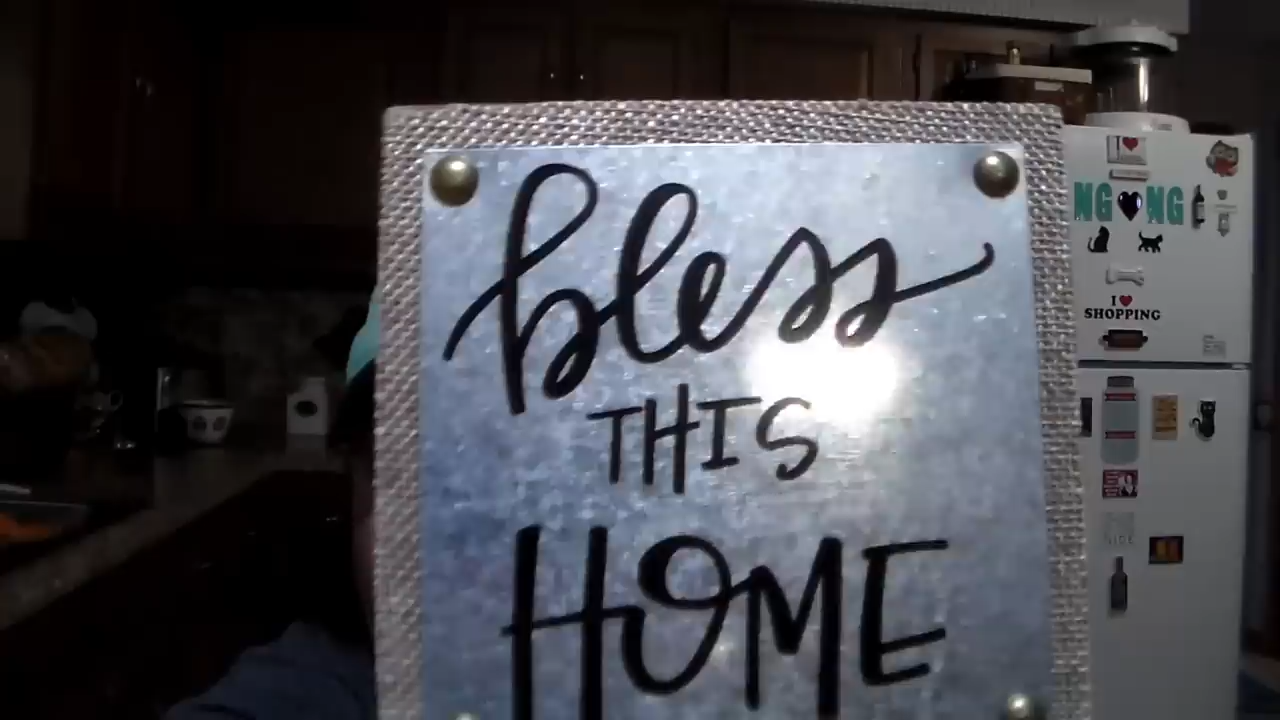 bless
THIS
HOME
I ♥
NG ♥ NG
I ♥
SHOPPING